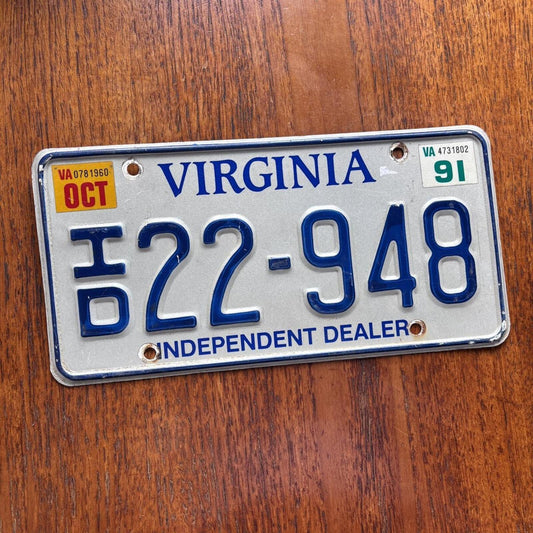 VA 0781960
OCT
VIRGINIA
VA 4731802
91
ID 22-948
INDEPENDENT DEALER